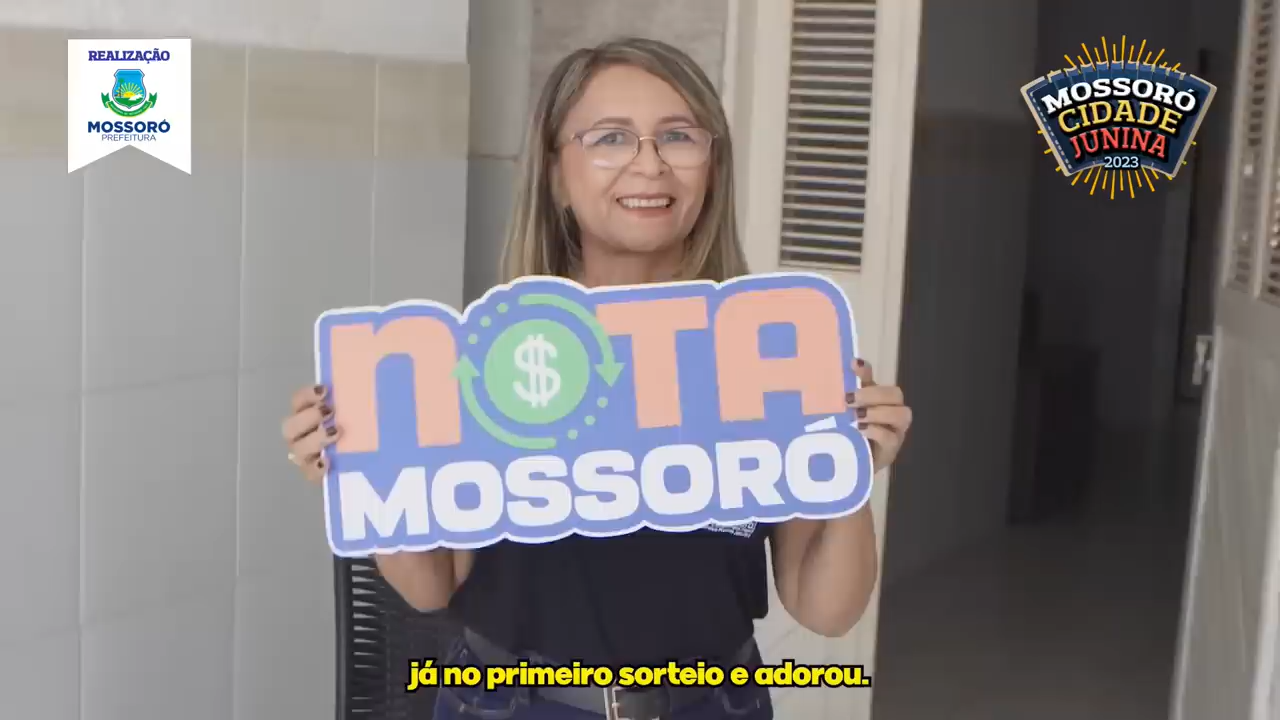 REALIZAÇÃO
MOSSORÓ
PREFEITURA
MOSSORÓ
CIDADE
JUNINA
2023
NOTA
MOSSORÓ
já no primeiro sorteio e adorou.